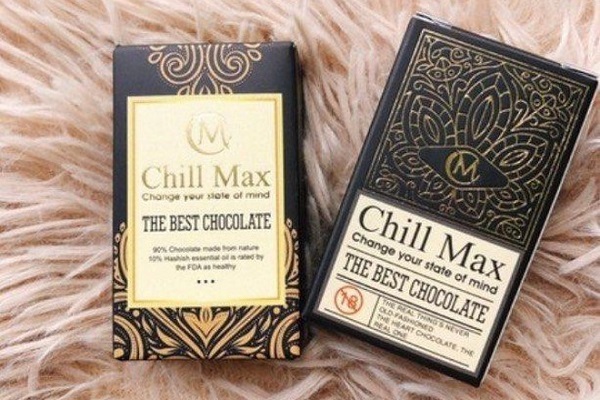 CM
Chill Max
Change your state of mind
THE BEST CHOCOLATE
90% Chocolate made from nature
10% Hashish essential oil is rated by
the FDA as healthy
CM
Chill Max
Change your state of mind
THE BEST CHOCOLATE
18
THE REAL THING'S NEVER
OLD-FASHIONED.
THE HEART CHOCOLATE, THE
REAL ONE.